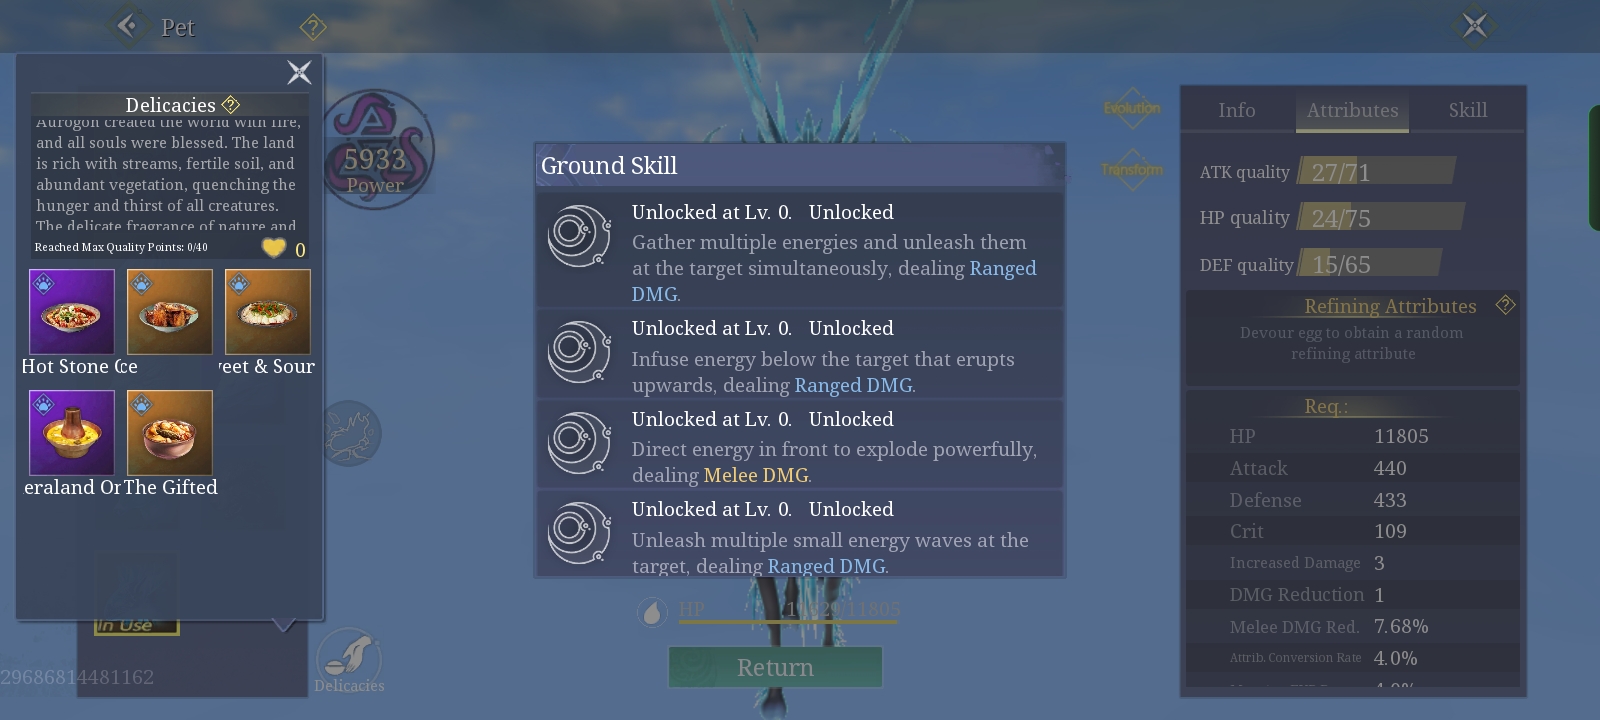 Pet
Delicacies
Aurogon created the world with fire,
and all souls were blessed. The land
is rich with streams, fertile soil, and
abundant vegetation, quenching the
hunger and thirst of all creatures.
The delicate fragrance of nature and
Reached Max Quality Points: 0/40
0
Hot Stone
ce
eet & Sour
eraland Or
The Gifted
In Use
29686814481162
5933
Power
Delicacies
Ground Skill
Unlocked at Lv. 0. Unlocked
Gather multiple energies and unleash them
at the target simultaneously, dealing Ranged
DMG.
Unlocked at Lv. 0. Unlocked
Infuse energy below the target that erupts
upwards, dealing Ranged DMG.
Unlocked at Lv. 0. Unlocked
Direct energy in front to explode powerfully,
dealing Melee DMG.
Unlocked at Lv. 0. Unlocked
Unleash multiple small energy waves at the
target, dealing Ranged DMG.
HP
/11805
Return
Evolution
Transform
Info Attributes Skill
ATK quality 27/71
HP quality 24/75
DEF quality 15/65
Refining Attributes
Devour egg to obtain a random
refining attribute
Req.:
HP 11805
Attack 440
Defense 433
Crit 109
Increased Damage 3
DMG Reduction 1
Melee DMG Red. 7.68%
Attrib. Conversion Rate 4.0%